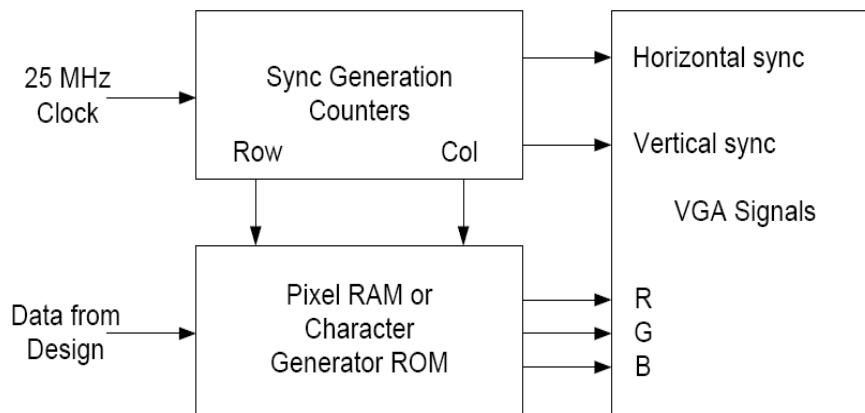 25 MHz
Clock
Sync Generation
Counters
Row
Col
Horizontal sync
Vertical sync
VGA Signals
Data from
Design
Pixel RAM or
Character
Generator ROM
R
G
B